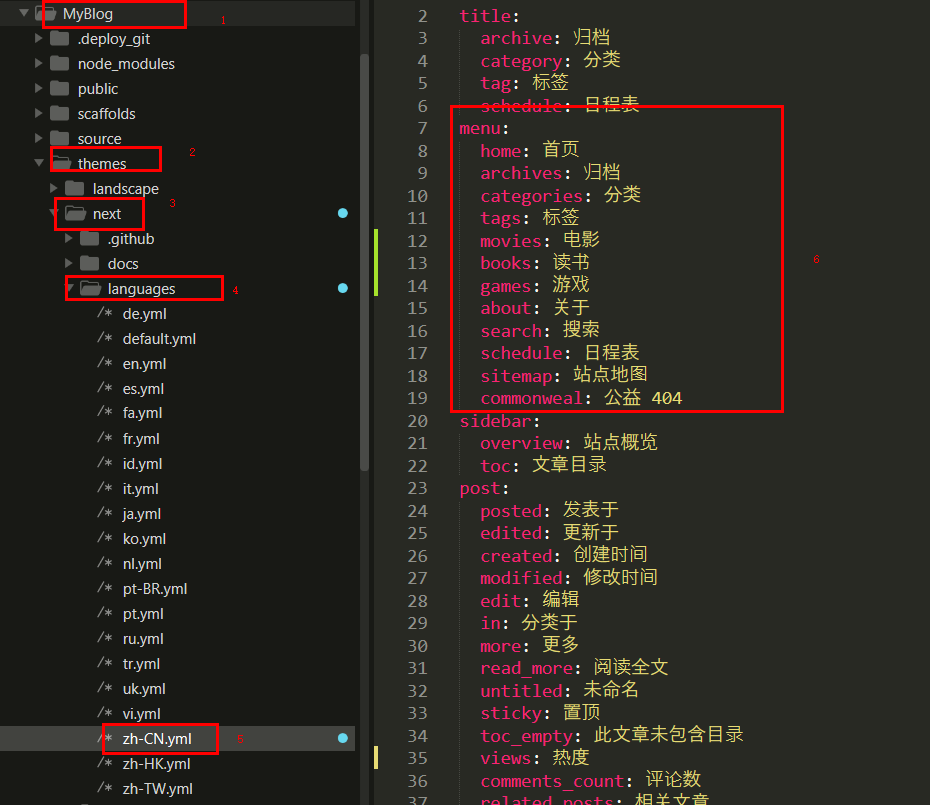 MyBlog 1
.deploy_git
node_modules
public
scaffolds
source
themes 2
landscape
next 3
.github
docs
languages 4
/* de.yml
/* default.yml
/* en.yml
/* es.yml
/* fa.yml
/* fr.yml
/* id.yml
/* it.yml
/* ja.yml
/* ko.yml
/* nl.yml
/* pt-BR.yml
/* pt.yml
/* ru.yml
/* tr.yml
/* uk.yml
/* vi.yml
/* zh-CN.yml 5
/* zh-HK.yml
/* zh-TW.yml
2 title:
3 archive: 归档
4 category: 分类
5 tag: 标签
6 schedule: 日程表
7 menu:
8 home: 首页
9 archives: 归档
10 categories: 分类
11 tags: 标签
12 movies: 电影
13 books: 读书
14 games: 游戏
15 about: 关于
16 search: 搜索
17 schedule: 日程表
18 sitemap: 站点地图
19 commonweal: 公益 404
6
20 sidebar:
21 overview: 站点概览
22 toc: 文章目录
23 post:
24 posted: 发表于
25 edited: 更新于
26 created: 创建时间
27 modified: 修改时间
28 edit: 编辑
29 in: 分类于
30 more: 更多
31 read_more: 阅读全文
32 untitled: 未命名
33 sticky: 置顶
34 toc_empty: 此文章未包含目录
35 views: 热度
36 comments_count: 评论数
37 related_posts: 相关文章